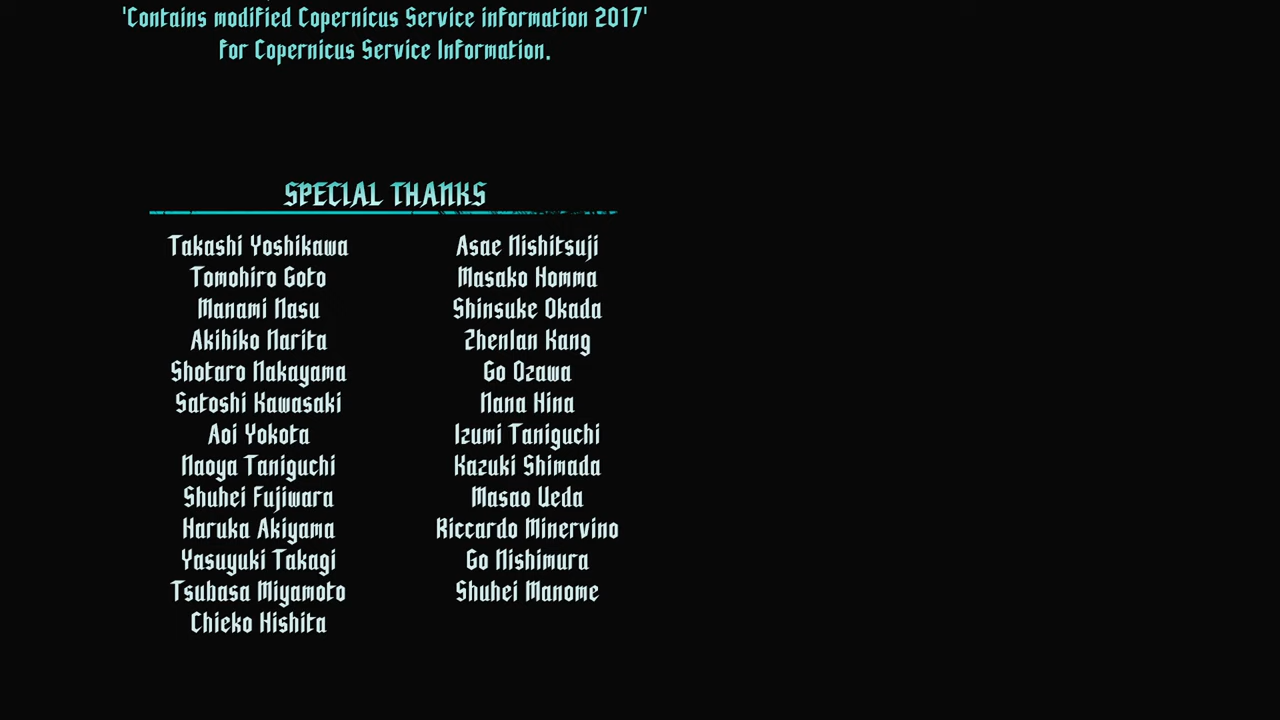 'Contains modified Copernicus Service information 2017'
for Copernicus Service Information.
SPECIAL THANKS
Takashi Yoshikawa
Tomohiro Goto
Manami Nasu
Akihiko Narita
Shotaro Nakayama
Satoshi Kawasaki
Aoi Yokota
Naoya Taniguchi
Shuhei Fujiwara
Haruka Akiyama
Yasuyuki Takagi
Tsubasa Miyamoto
Chieko Hishita
Asae Nishitsuji
Masako Homma
Shinsuke Okada
Zhenlan Kang
Go Ozawa
Nana Hina
Izumi Taniguchi
Kazuki Shimada
Masao Ueda
Riccardo Minervino
Go Nishimura
Shuhei Manome